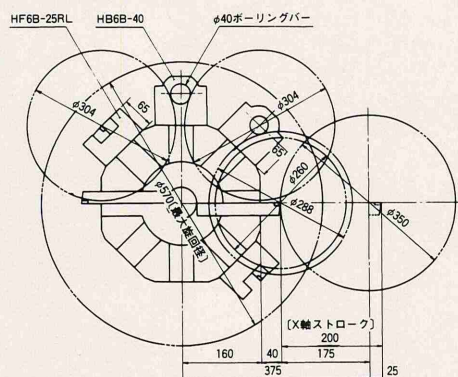 HF6B-25RL
HB6B-40
φ40ボーリングバー
φ304
65
φ304
65
φ260
φ288
φ350
φ570(最大旋回径)
[X軸ストローク]
200
160
40
175
375
25